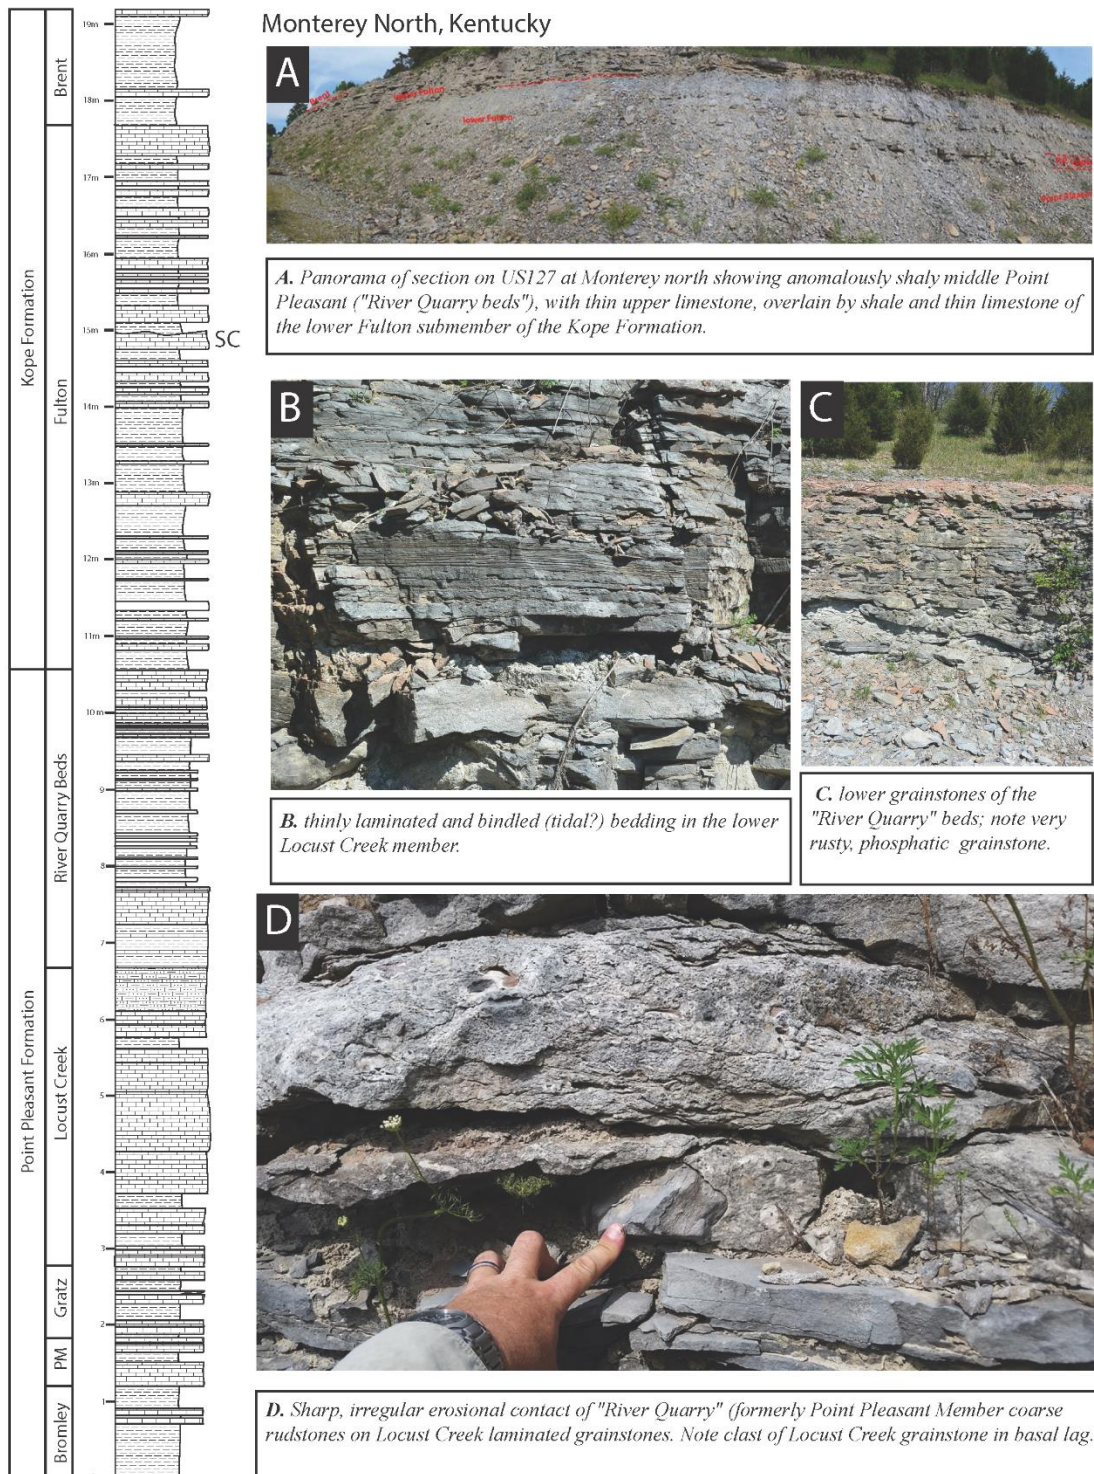 Monterey North, Kentucky
Kope Formation
Point Pleasant Formation
Brent
Fulton
River Quarry Beds
Locust Creek
Gratz
PM
Bromley
19m
18m
17m
16m
15m
14m
13m
12m
11m
10m
9
8
7
6
5
4
3
2
1
SC
A
Brent
lower Fulton
A. Panorama of section on US127 at Monterey north showing anomalously shaly middle Point
Pleasant ("River Quarry beds"), with thin upper limestone, overlain by shale and thin limestone of
the lower Fulton submember of the Kope Formation.
B
B. thinly laminated and bindled (tidal?) bedding in the lower
Locust Creek member.
C
C. lower grainstones of the
"River Quarry" beds; note very
rusty, phosphatic grainstone.
D
D. Sharp, irregular erosional contact of "River Quarry" (formerly Point Pleasant Member coarse
rudstones on Locust Creek laminated grainstones. Note clast of Locust Creek grainstone in basal lag.